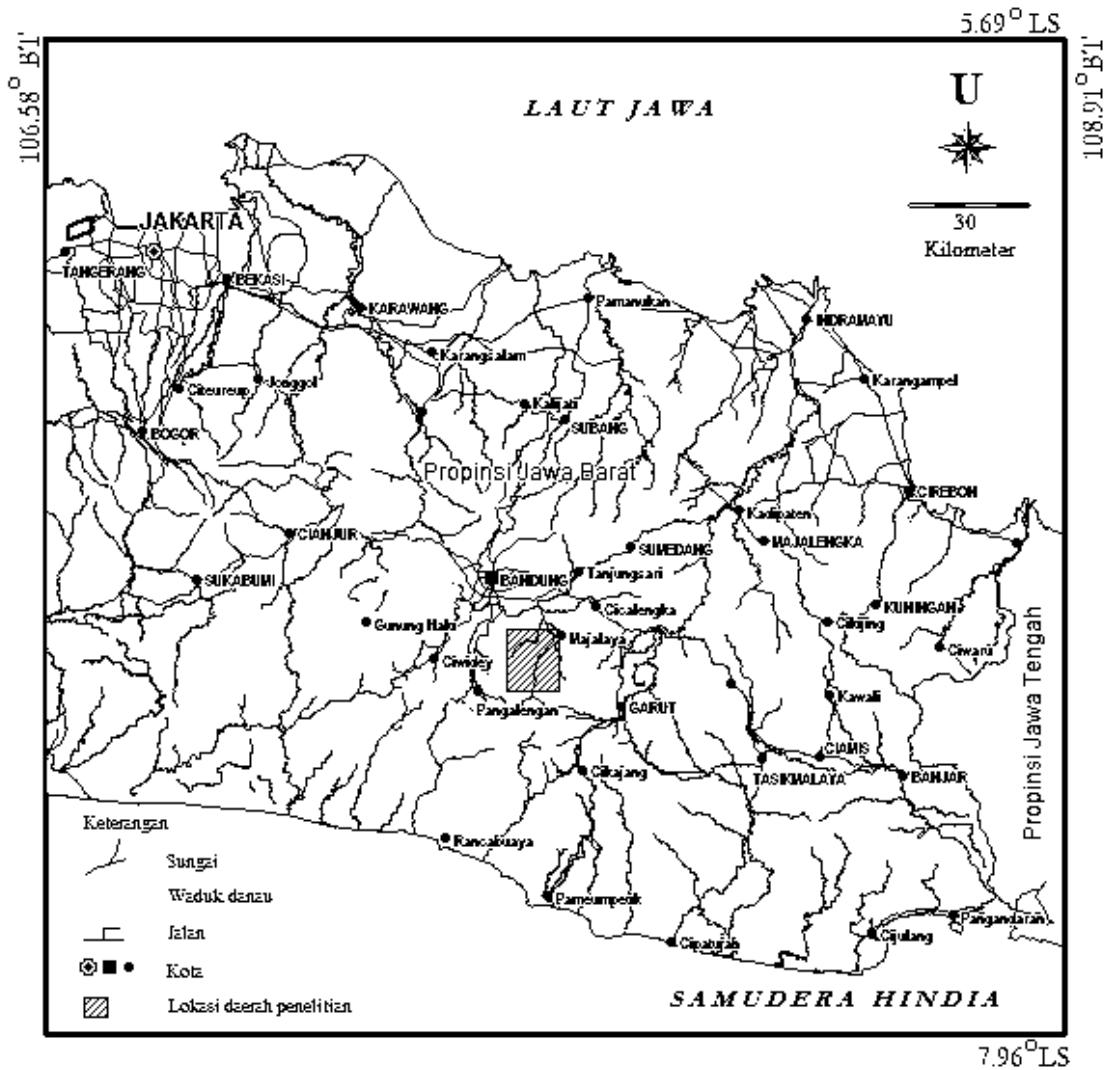 5.69° LS
106.58° BT
108.91° BT
LAUT JAWA
U
30
Kilometer
JAKARTA
TANGERANG
BEKASI
KARAWANG
Pamanukan
INDRAMAYU
Karangsalam
Citeureup
Jonggol
Karangampel
Kalijati
SUBANG
BOGOR
Propinsi Jawa Barat
CIREBON
Kadipaten
CIANJUR
MAJALENGKA
SUMEDANG
SUKABUMI
BANDUNG
Tanjungsari
Cicalengka
KUNINGAN
Gunung Halu
Cikijing
Majalaya
Ciwaru
Ciwidey
Propinsi Jawa Tengah
Pangalengan
Kawali
GARUT
CIAMIS
Cikajang
TASIKMALAYA
BANJAR
Keterangan
Rancabuaya
Sungai
Waduk danau
Pameumpeuk
Pangandaran
Jalan
Cijulang
Cipatujah
Kota
Lokasi daerah penelitian
SAMUDERA HINDIA
7.96° LS